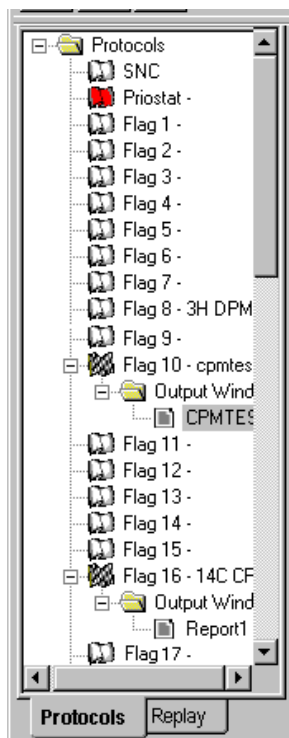 Protocols
SNC
Priostat -
Flag 1 -
Flag 2 -
Flag 3 -
Flag 4 -
Flag 5 -
Flag 6 -
Flag 7 -
Flag 8 - 3H DPM
Flag 9 -
Flag 10 - cpmtes
Output Wind
CPMTES
Flag 11 -
Flag 12 -
Flag 13 -
Flag 14 -
Flag 15 -
Flag 16 - 14C CF
Output Wind
Report1
Flag 17 -
Protocols Replay